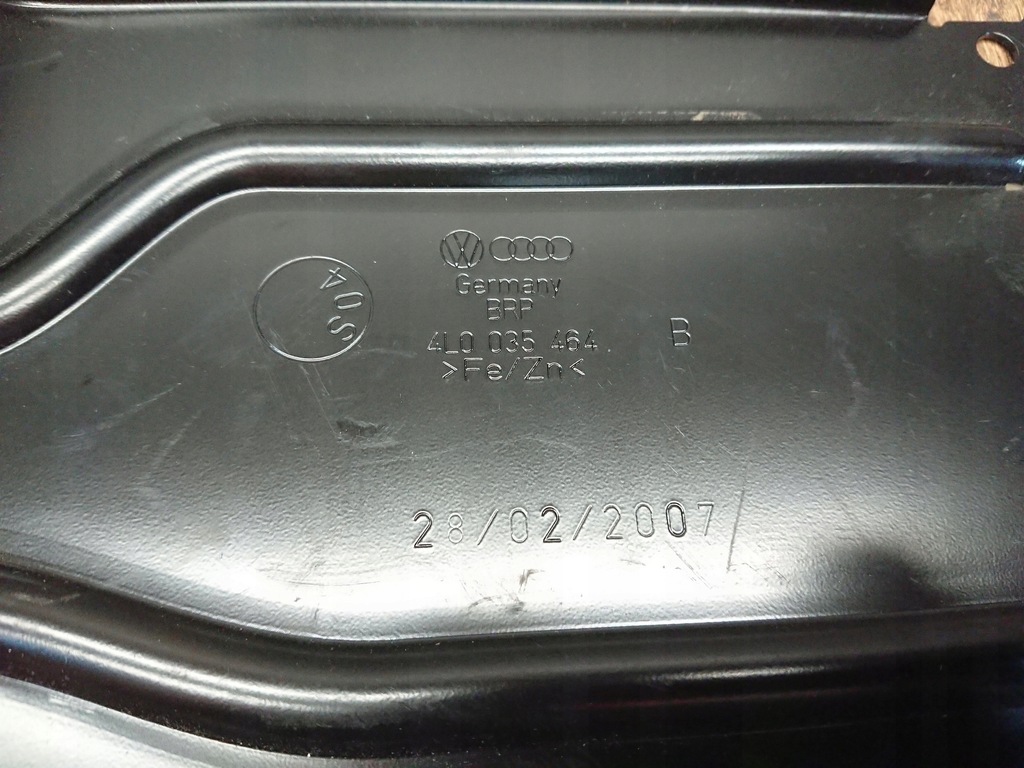 S04
Germany
BRP
4L0 035 464 B
>Fe/Zn<
28/02/2007